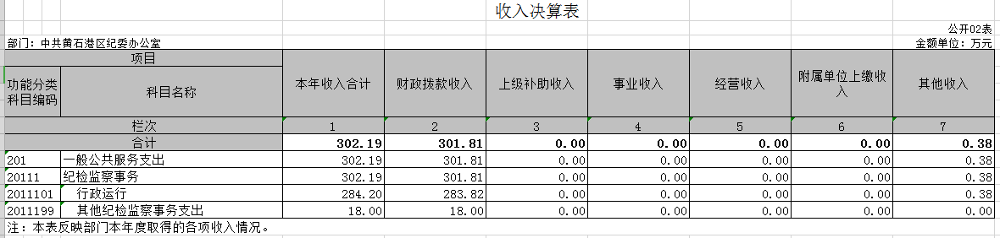 收入决算表
公开02表
部门：中共黄石港区纪委办公室 金额单位：万元
项目 本年收入合计 财政拨款收入 上级补助收入 事业收入 经营收入 附属单位上缴收入 其他收入
功能分类科目编码 科目名称
栏次 1 2 3 4 5 6 7
合计 302.19 301.81 0.00 0.00 0.00 0.00 0.38
201 一般公共服务支出 302.19 301.81 0.00 0.00 0.00 0.00 0.38
20111 纪检监察事务 302.19 301.81 0.00 0.00 0.00 0.00 0.38
2011101 行政运行 284.20 283.82 0.00 0.00 0.00 0.00 0.38
2011199 其他纪检监察事务支出 18.00 18.00 0.00 0.00 0.00 0.00 0.00
注：本表反映部门本年度取得的各项收入情况。